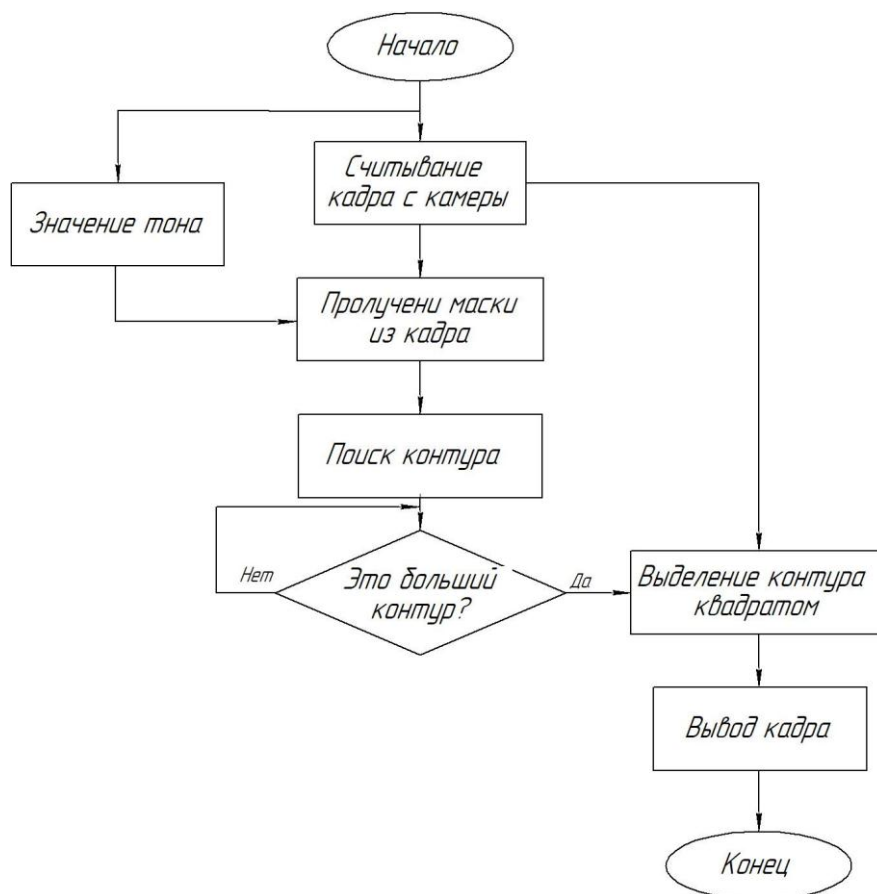 Начало
Считывание
кадра с камеры
Значение тона
Пролучени маски
из кадра
Поиск контура
Это больший
контур?
Нет
Да
Выделение контура
квадратом
Вывод кадра
Конец